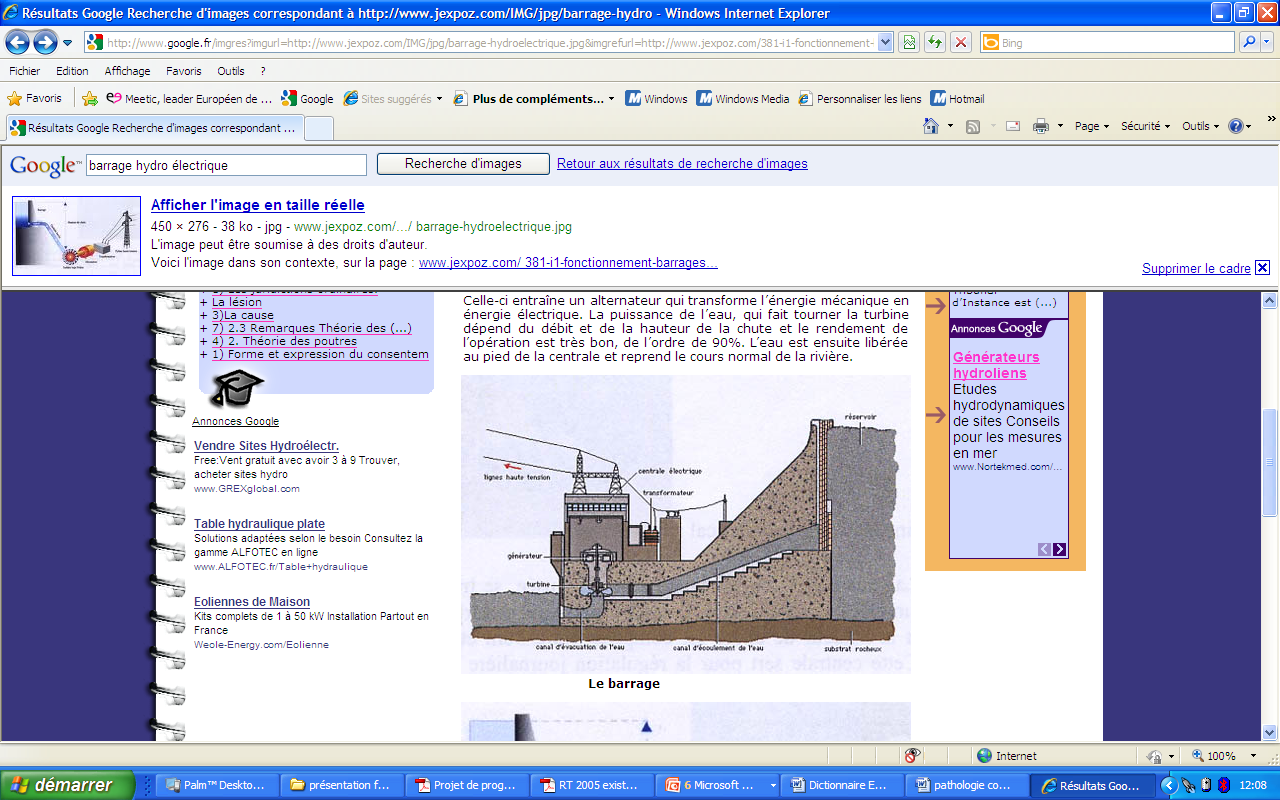 Résultats Google Recherche d'images correspondant à http://www.jexpoz.com/IMG/jpg/barrage-hydro - Windows Internet Explorer
http://www.google.fr/imgres?imgurl=http://www.jexpoz.com/IMG/jpg/barrage-hydroelectrique.jpg&imgrefurl=http://www.jexpoz.com/381-i1-fonctionnement- Bing
Fichier Edition Affichage Favoris Outils ?
Favoris Meetic, leader Européen de ... Google Sites suggérés Plus de compléments... Windows Windows Media Personnaliser les liens Hotmail
Résultats Google Recherche d'images correspondant ... Page Sécurité Outils
Google barrage hydro électrique Recherche d'images Retour aux résultats de recherche d'images
Afficher l'image en taille réelle
450 × 276 - 38 ko - jpg - www.jexpoz.com/.../ barrage-hydroelectrique.jpg
L'image peut être soumise à des droits d'auteur.
Voici l'image dans son contexte, sur la page : www.jexpoz.com/ 381-i1-fonctionnement-barrages...
Supprimer le cadre
+ La lésion
+ 3)La cause
+ 7) 2.3 Remarques Théorie des (...)
+ 4) 2. Théorie des poutres
+ 1) Forme et expression du consentem
Annonces Google
Vendre Sites Hydroélectr.
Free:Vent gratuit avec avoir 3 à 9 Trouver,
acheter sites hydro
www.GREXglobal.com
Table hydraulique plate
Solutions adaptées selon le besoin Consultez la
gamme ALFOTEC en ligne
www.ALFOTEC.fr/Table+hydraulique
Eoliennes de Maison
Kits complets de 1 à 50 kW Installation Partout en
France
Weole-Energy.com/Eolienne
Celle-ci entraîne un alternateur qui transforme l'énergie mécanique en
énergie électrique. La puissance de l'eau, qui fait tourner la turbine
dépend du débit et de la hauteur de la chute et le rendement de
l'opération est très bon, de l'ordre de 90%. L'eau est ensuite libérée
au pied de la centrale et reprend le cours normal de la rivière.
réservoir
centrale électrique
lignes haute tension
transformateur
générateur
turbine
canal d'évacuation de l'eau
canal d'écoulement de l'eau
substrat rocheux
Le barrage
d'Instance est (...)
Annonces Google
Générateurs
hydroliens
Etudes
hydrodynamiques
de sites Conseils
pour les mesures
en mer
www.Nortekmed.com/...
Internet 100%
démarrer Palm™ Deskto... présentation f... Projet de prog... RT 2005 exist... 6 Microsoft ... Dictionnaire E... pathologie co... Résultats Goo... 12:08